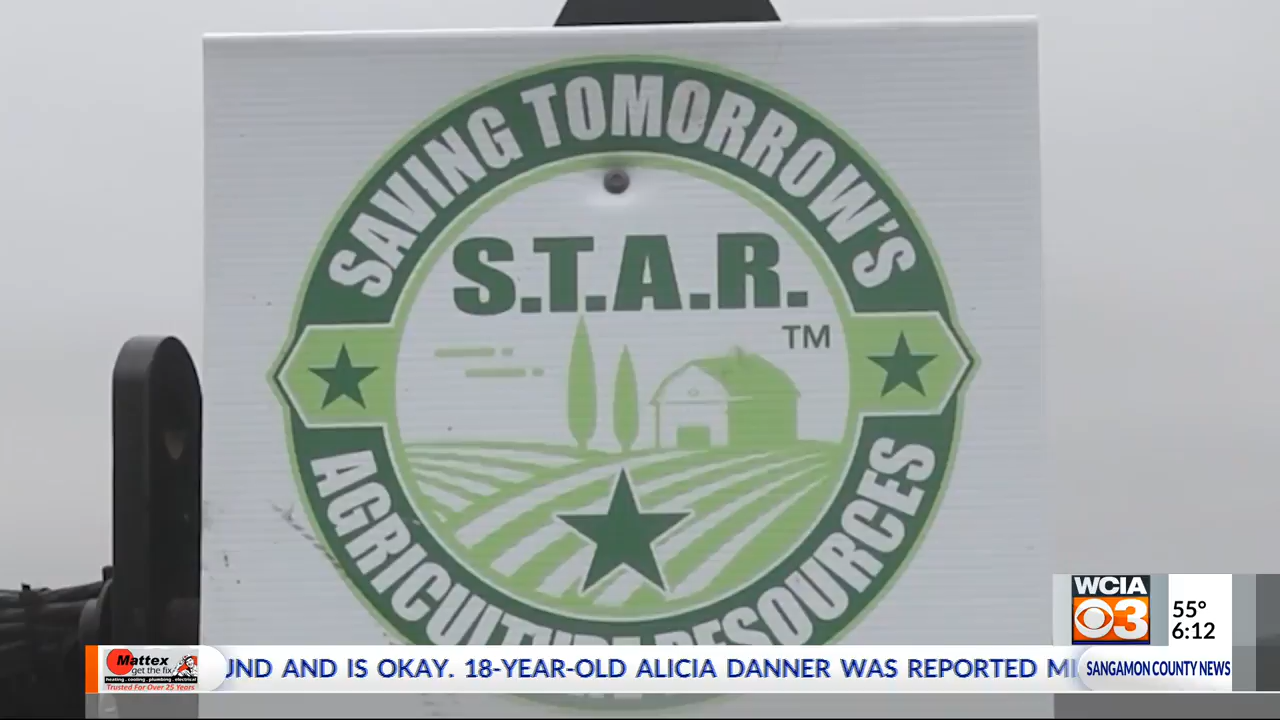 SAVING TOMORROW'S
S.T.A.R.
TM
AGRICULTURE RESOURCES
WCIA
3
55°
6:12
Mattex
get the fix
heating . cooling . plumbing . electrical
Trusted For Over 25 Years
UND AND IS OKAY. 18-YEAR-OLD ALICIA DANNER WAS REPORTED MI
SANGAMON COUNTY NEWS